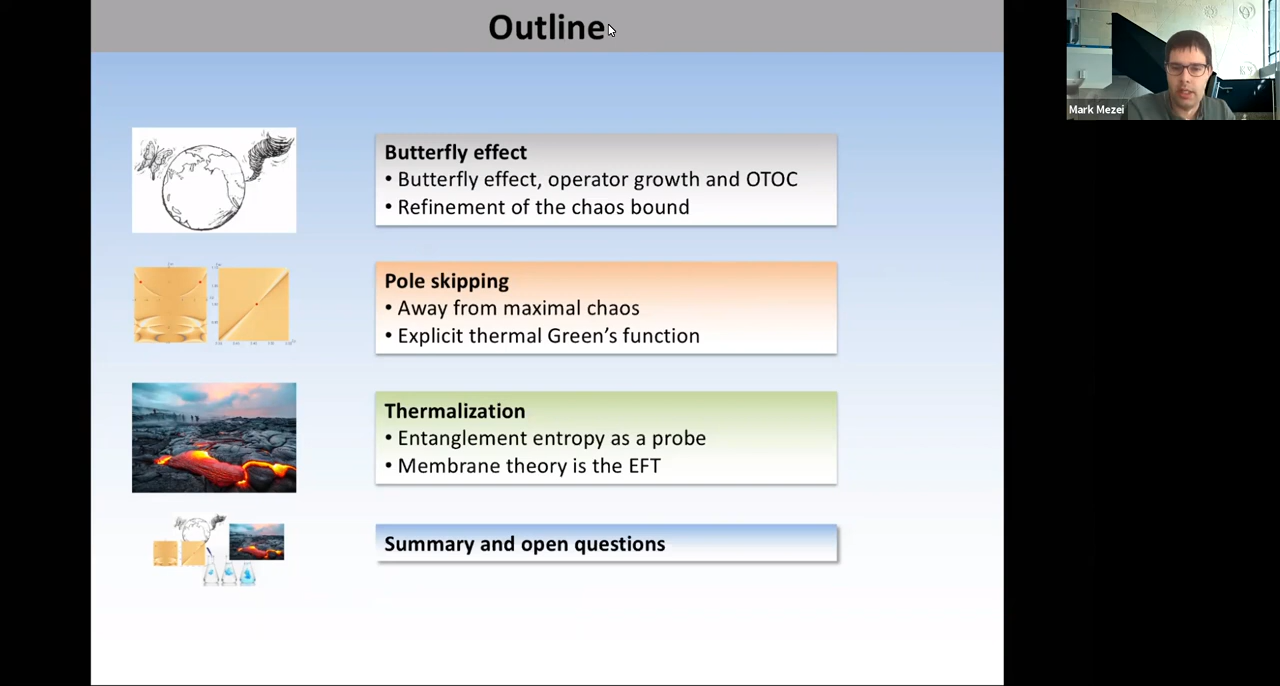 Outline
Mark Mezei
Butterfly effect
• Butterfly effect, operator growth and OTOC
• Refinement of the chaos bound
Pole skipping
• Away from maximal chaos
• Explicit thermal Green's function
Thermalization
• Entanglement entropy as a probe
• Membrane theory is the EFT
Summary and open questions